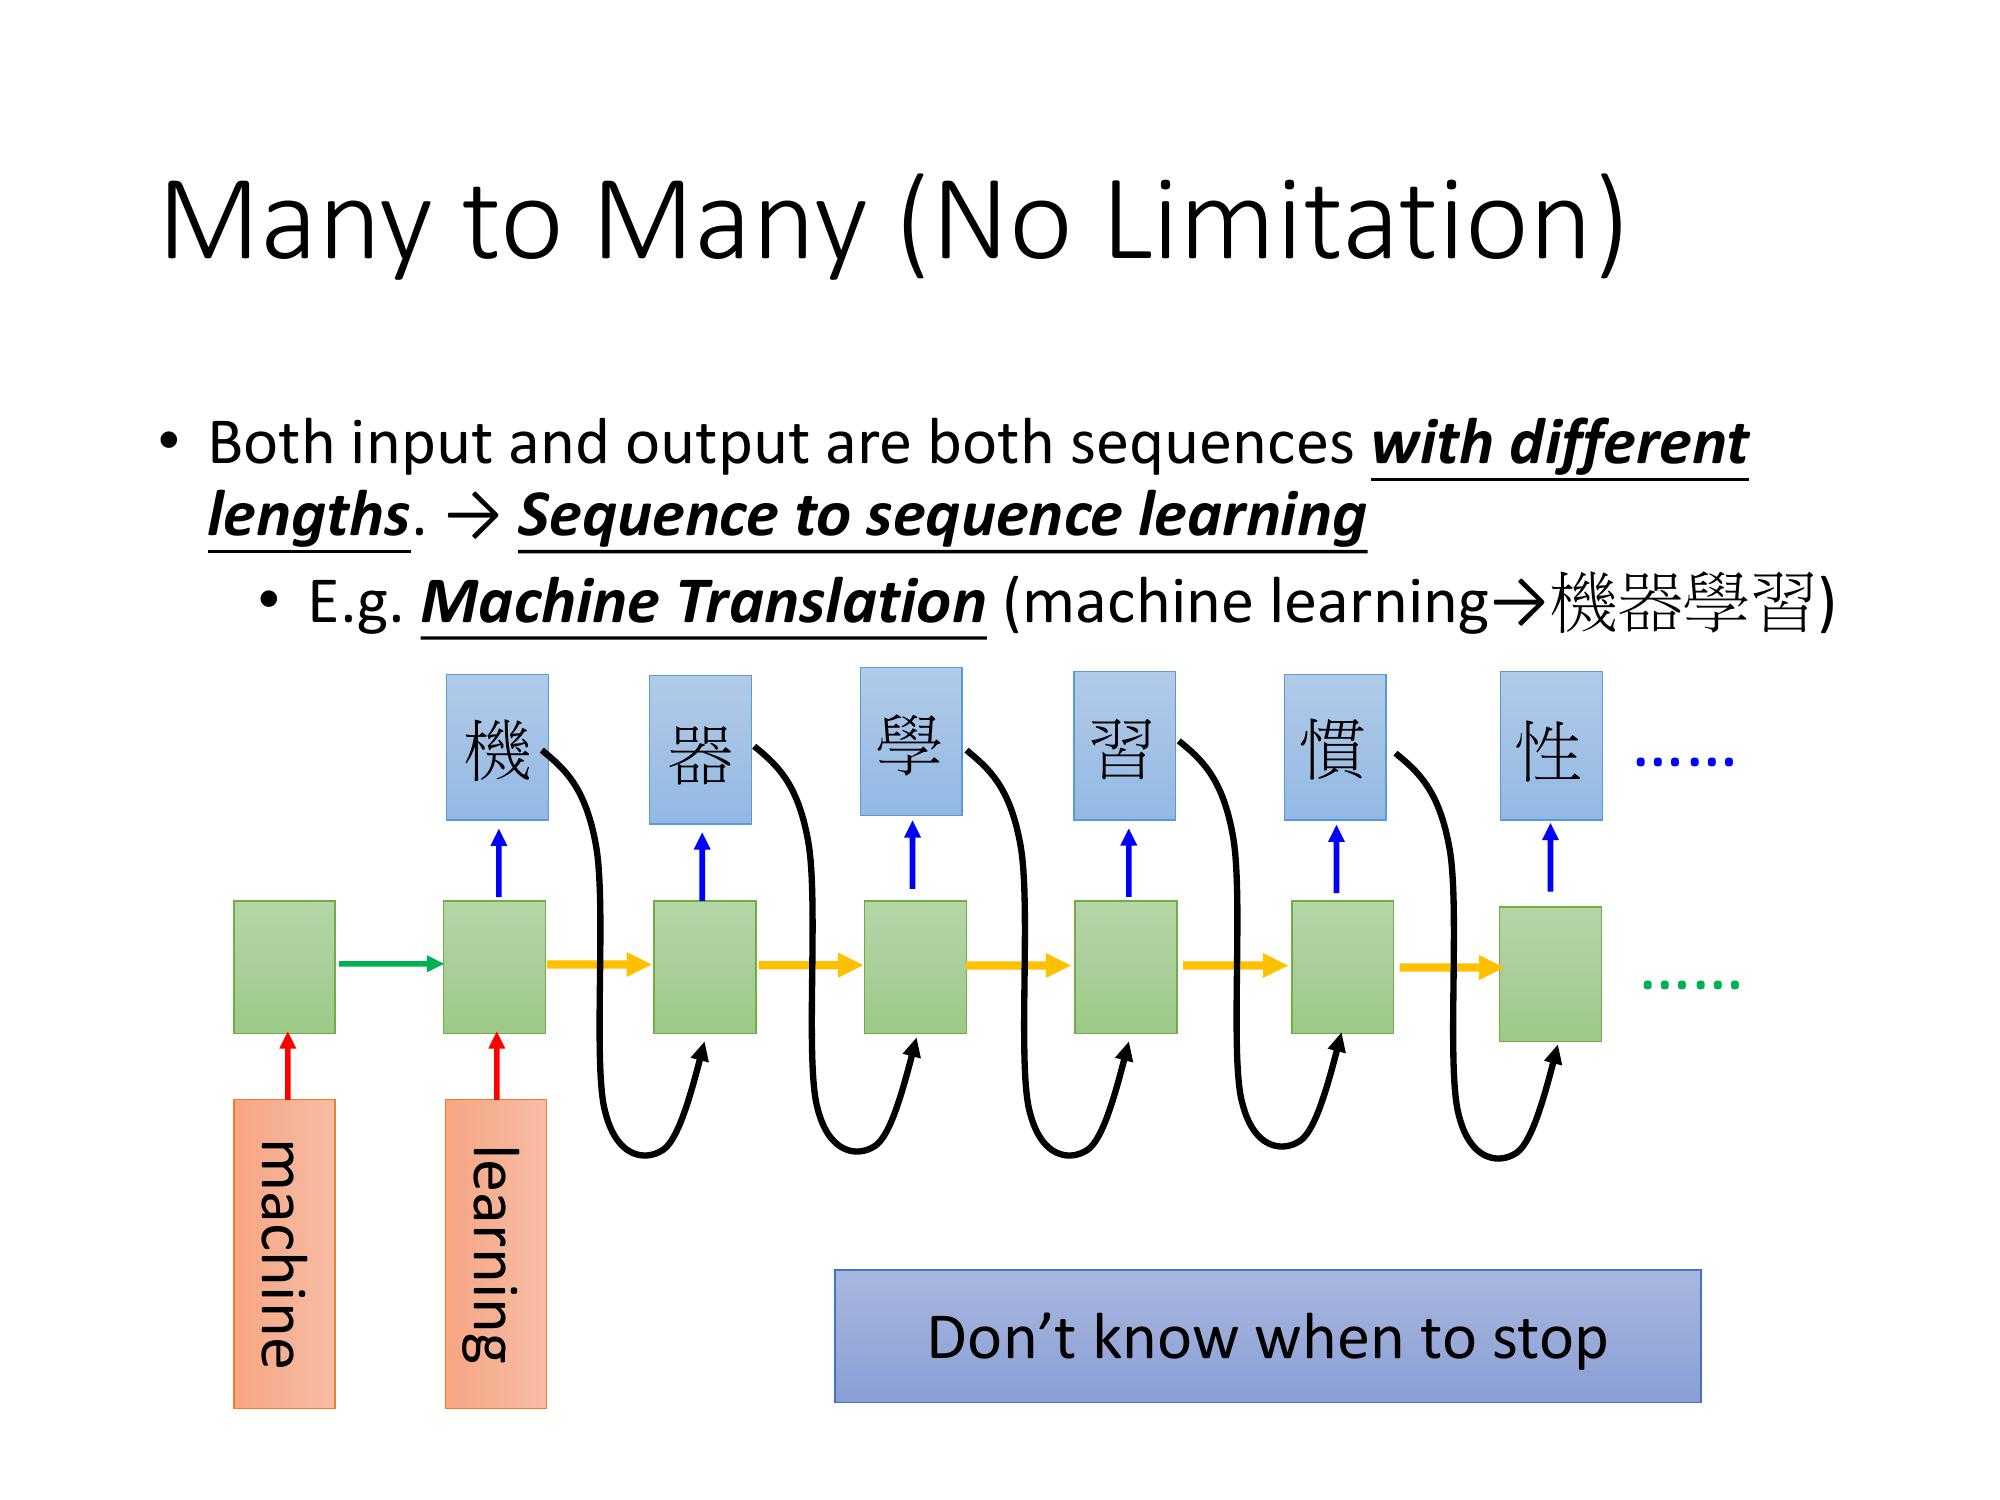 Many to Many (No Limitation)
• Both input and output are both sequences with different
lengths. → Sequence to sequence learning
• E.g. Machine Translation (machine learning→機器學習)
機 器 學 習 慣 性 ……
……
machine learning
Don’t know when to stop